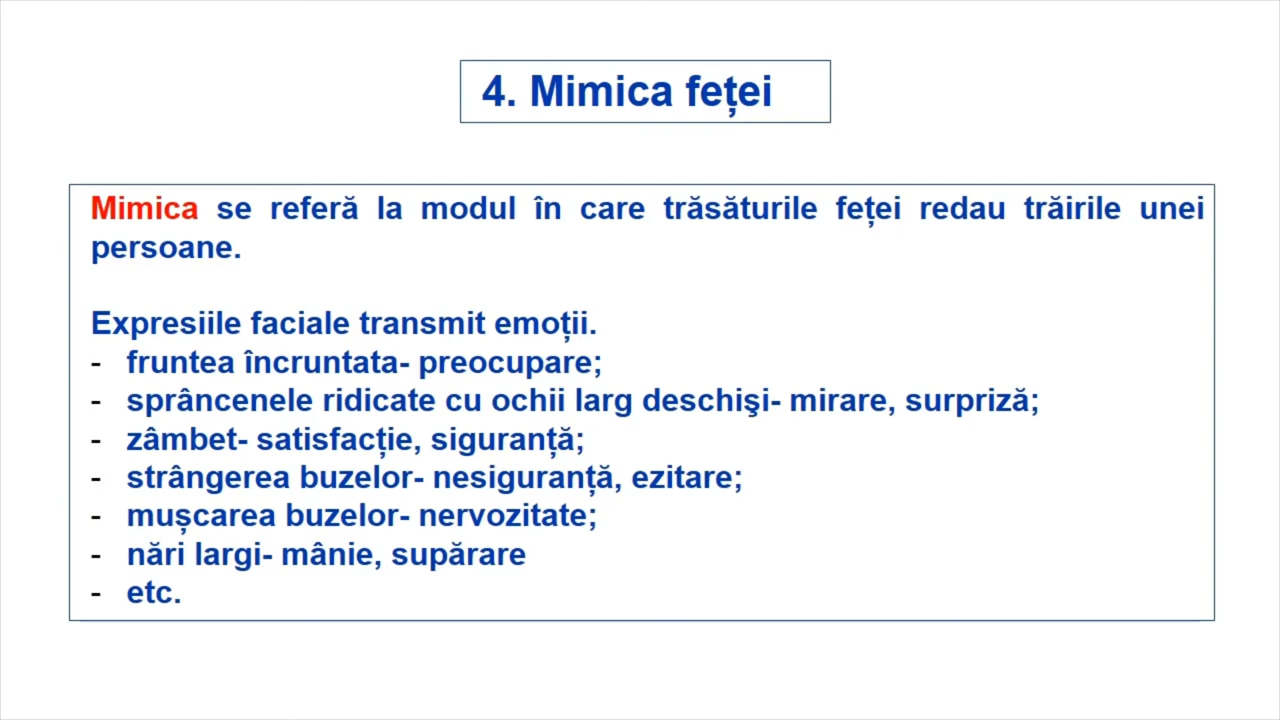 4. Mimica feței
Mimica se referă la modul în care trăsăturile feței redau trăirile unei
persoane.
Expresiile faciale transmit emoții.
- fruntea încruntata- preocupare;
- sprâncenele ridicate cu ochii larg deschişi- mirare, surpriză;
- zâmbet- satisfacție, siguranță;
- strângerea buzelor- nesiguranță, ezitare;
- mușcarea buzelor- nervozitate;
- nări largi- mânie, supărare
- etc.